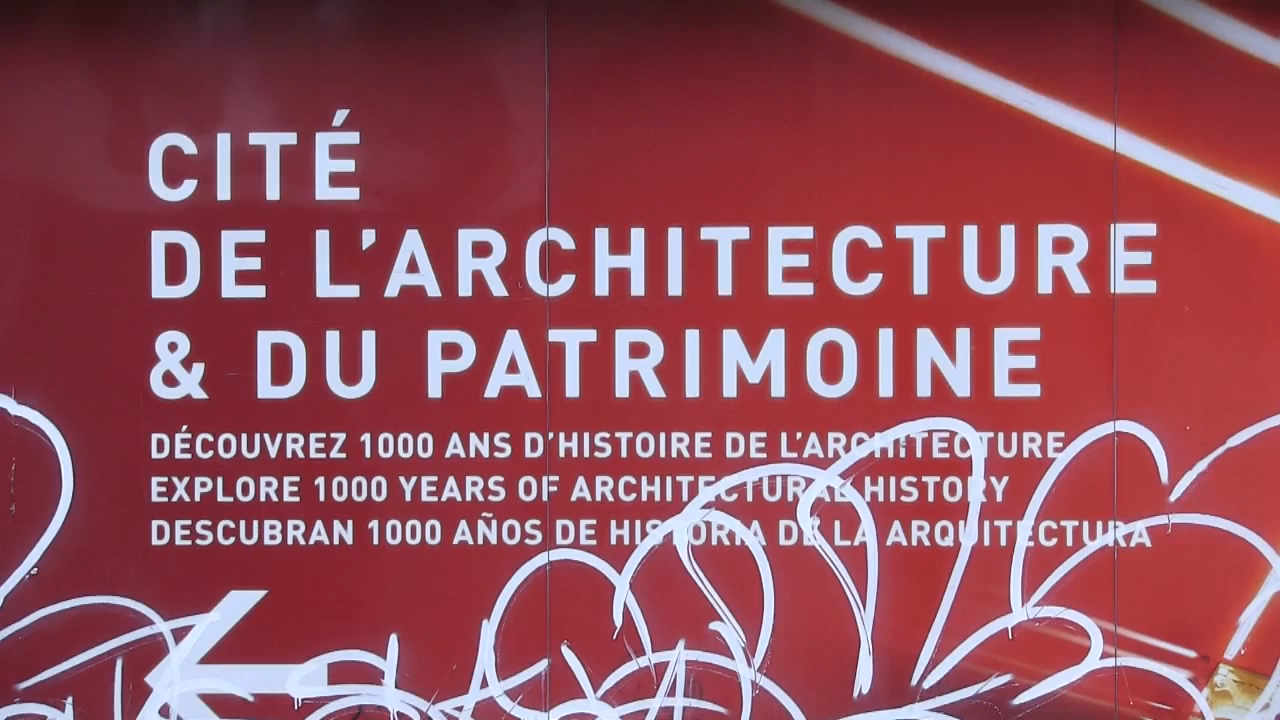 CITÉ
DE L'ARCHITECTURE
& DU PATRIMOINE
DÉCOUVREZ 1000 ANS D'HISTOIRE DE L'ARCHITECTURE
EXPLORE 1000 YEARS OF ARCHITECTURAL HISTORY
DESCUBRAN 1000 AÑOS DE HISTORIA DE LA ARQUITECTURA